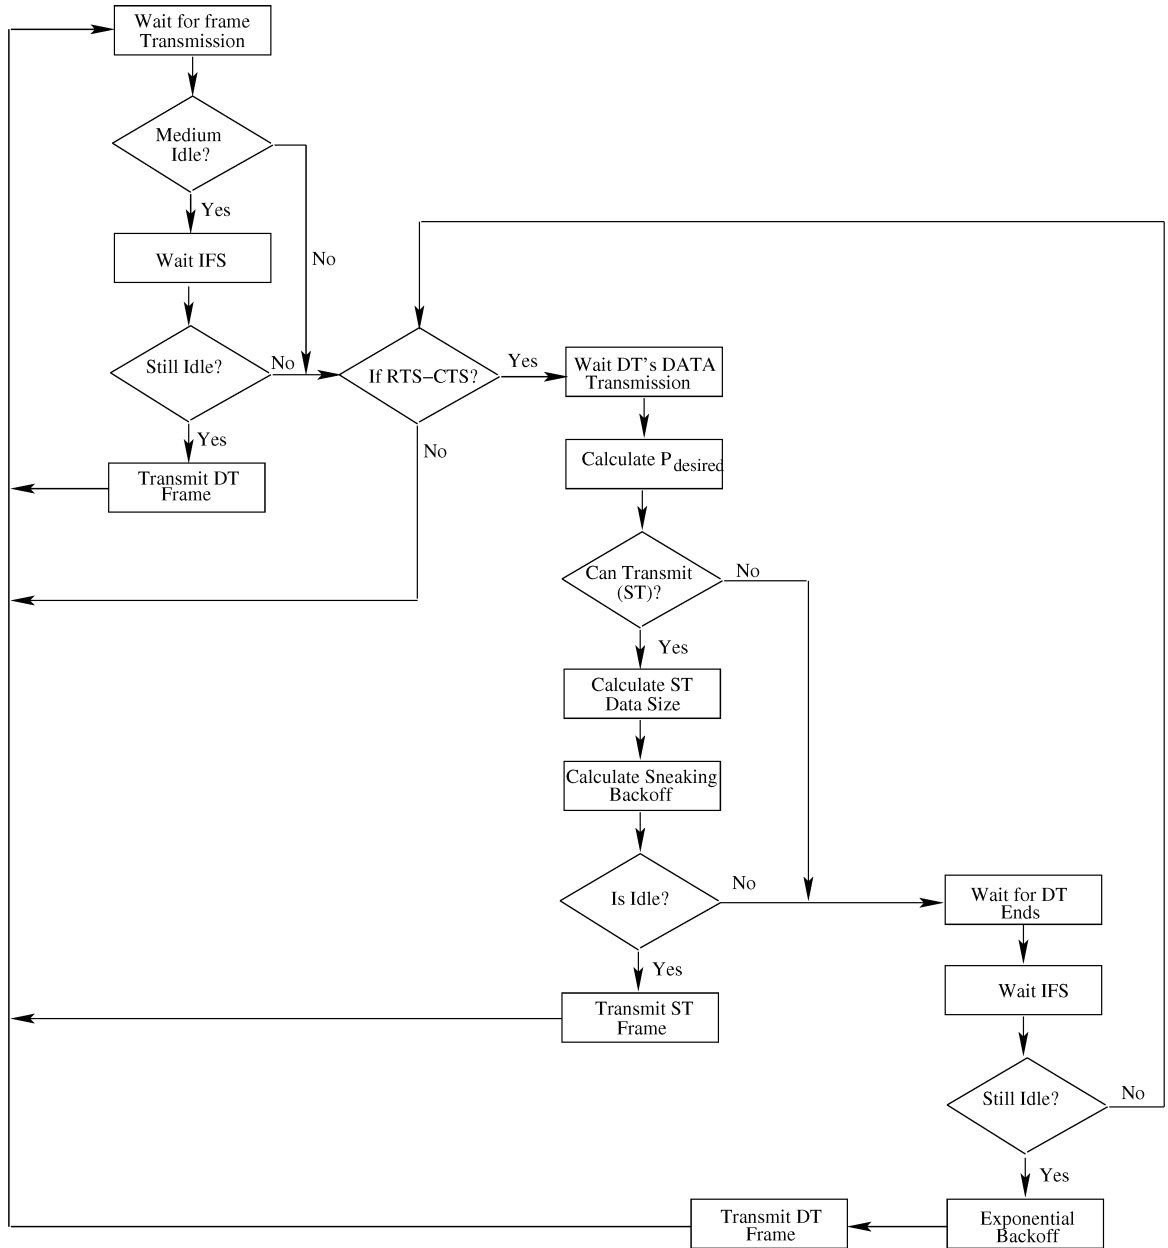 Wait for frame
Transmission
Medium
Idle?
Yes
No
Wait IFS
Still Idle?
No
Yes
Transmit DT
Frame
If RTS–CTS?
Yes
No
Wait DT's DATA
Transmission
Calculate Pdesired
Can Transmit
(ST)?
No
Yes
Calculate ST
Data Size
Calculate Sneaking
Backoff
Is Idle?
No
Yes
Transmit ST
Frame
Wait for DT
Ends
Wait IFS
Still Idle?
No
Yes
Exponential
Backoff
Transmit DT
Frame